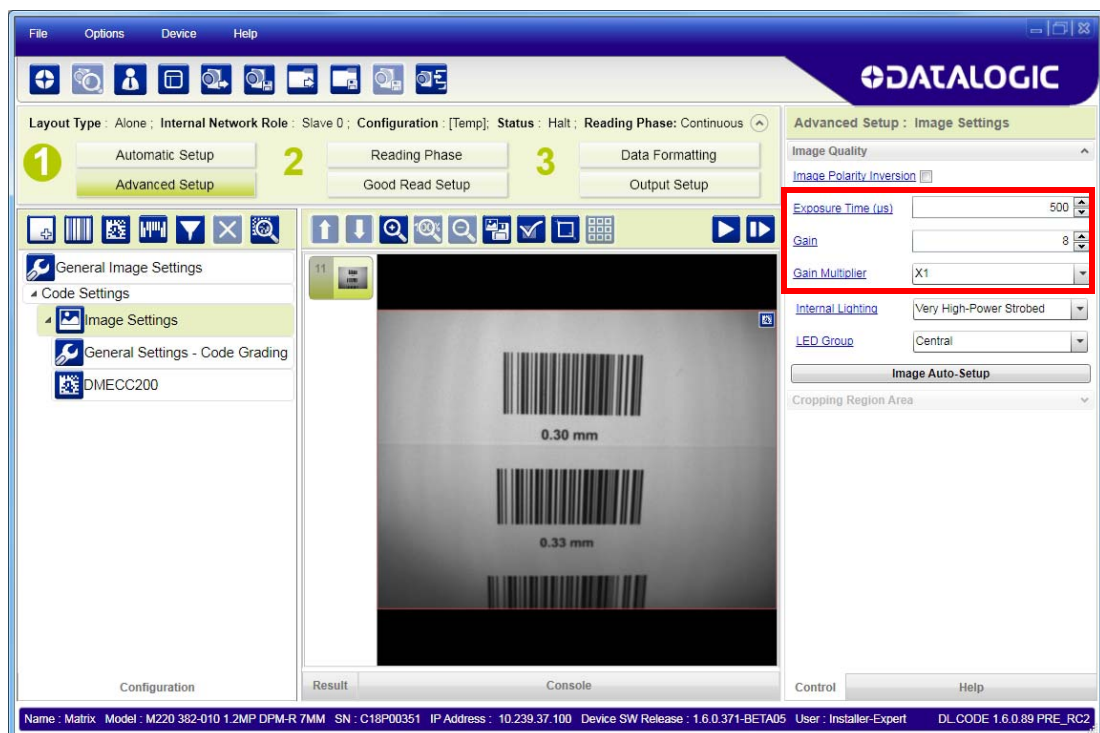 File Options Device Help
DATALOGIC
Layout Type : Alone ; Internal Network Role : Slave 0 ; Configuration : [Temp]; Status : Halt ; Reading Phase: Continuous
1 Automatic Setup 2 Reading Phase 3 Data Formatting
Advanced Setup Good Read Setup Output Setup
Advanced Setup : Image Settings
Image Quality
Image Polarity Inversion
Exposure Time (µs) 500
Gain 8
Gain Multiplier X1
Internal Lighting Very High-Power Strobed
LED Group Central
Image Auto-Setup
Cropping Region Area
100%
General Image Settings
Code Settings
Image Settings
General Settings - Code Grading
DMECC200
11
0.30 mm
0.33 mm
Configuration Result Console Control Help
Name : Matrix Model : M220 382-010 1.2MP DPM-R 7MM SN : C18P00351 IP Address : 10.239.37.100 Device SW Release : 1.6.0.371-BETA05 User : Installer-Expert DL.CODE 1.6.0.89 PRE_RC2